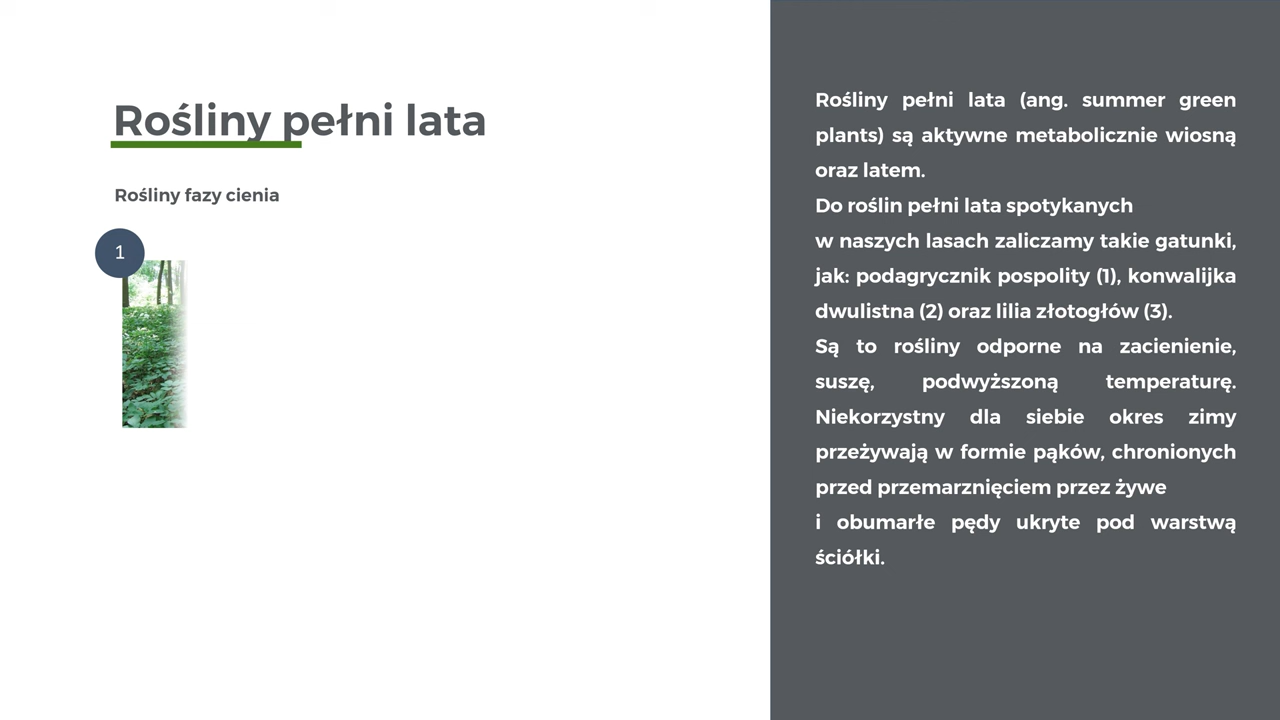 Rośliny pełni lata
Rośliny fazy cienia
1
Rośliny pełni lata (ang. summer green
plants) są aktywne metabolicznie wiosną
oraz latem.
Do roślin pełni lata spotykanych
w naszych lasach zaliczamy takie gatunki,
jak: podagrycznik pospolity (1), konwalijka
dwulistna (2) oraz lilia złotogłów (3).
Są to rośliny odporne na zacienienie,
suszę, podwyższoną temperaturę.
Niekorzystny dla siebie okres zimy
przeżywają w formie pąków, chronionych
przed przemarznięciem przez żywe
i obumarłe pędy ukryte pod warstwą
ściółki.